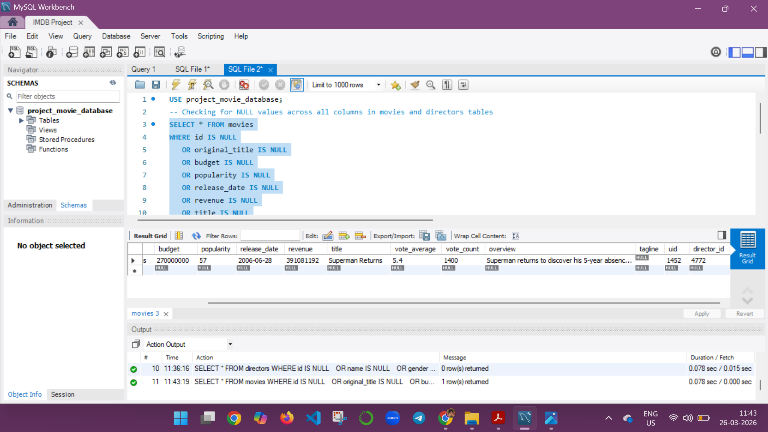 MySQL Workbench
IMDB Project
File Edit View Query Database Server Tools Scripting Help
Navigator
SCHEMAS
Filter objects
project_movie_database
Tables
Views
Stored Procedures
Functions
Administration Schemas
Information
No object selected
Object Info Session
Query 1 SQL File 1* SQL File 2*
Limit to 1000 rows
1 USE project_movie_database;
2 -- Checking for NULL values across all columns in movies and directors tables
3 SELECT * FROM movies
4 WHERE id IS NULL
5 OR original_title IS NULL
6 OR budget IS NULL
7 OR popularity IS NULL
8 OR release_date IS NULL
9 OR revenue IS NULL
10 OR title IS NULL
Result Grid Filter Rows: Edit: Export/Import: Wrap Cell Content:
budget popularity release_date revenue title vote_average vote_count overview tagline uid director_id
s 270000000 57 2006-06-28 391081192 Superman Returns 5.4 1400 Superman returns to discover his 5-year absenc... NULL 1452 4772
NULL NULL NULL NULL NULL NULL NULL NULL NULL NULL NULL
Result Grid
movies 3 Apply Revert
Output
Action Output
# Time Action Message Duration / Fetch
10 11:36:16 SELECT * FROM directors WHERE id IS NULL OR name IS NULL OR gender ... 0 row(s) returned 0.078 sec / 0.015 sec
11 11:43:19 SELECT * FROM movies WHERE id IS NULL OR original_title IS NULL OR bu... 1 row(s) returned 0.078 sec / 0.000 sec
ENG US
11:43
26-03-2026